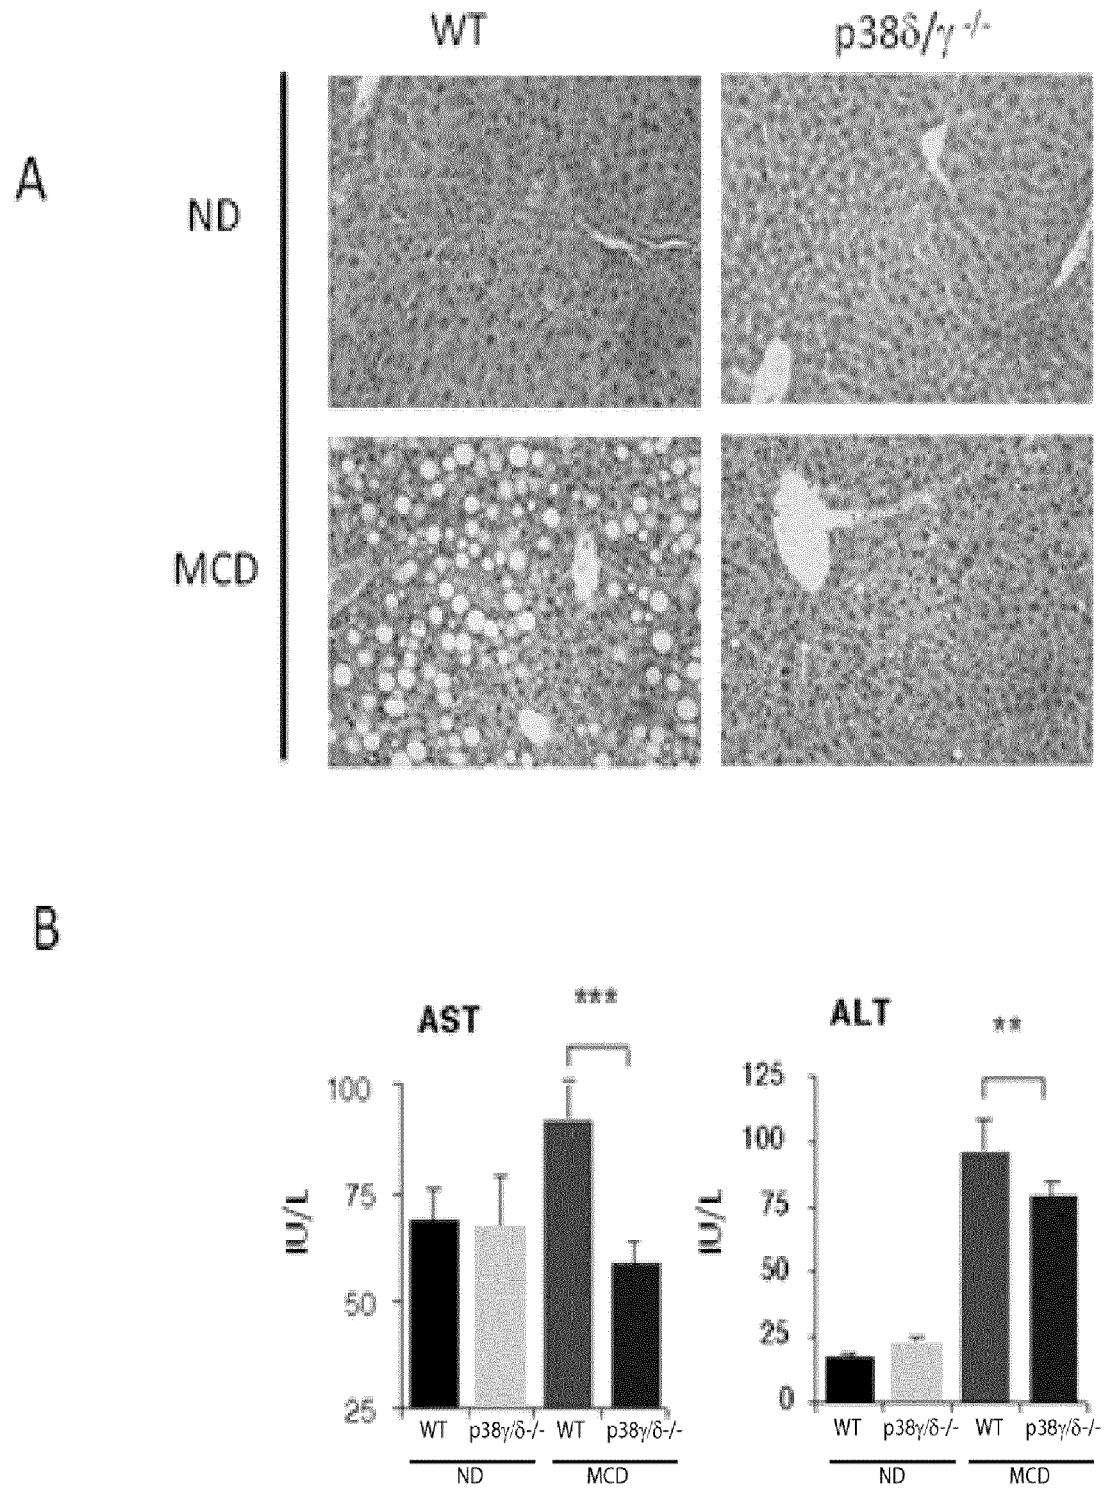 WT p38δ/γ -/-
A
ND
MCD
B
AST
***
100
75
50
25
IU/L
WT p38γ/δ-/- WT p38γ/δ-/-
ND MCD
ALT
**
125
100
75
50
25
0
IU/L
WT p38γ/δ-/- WT p38γ/δ-/-
ND MCD